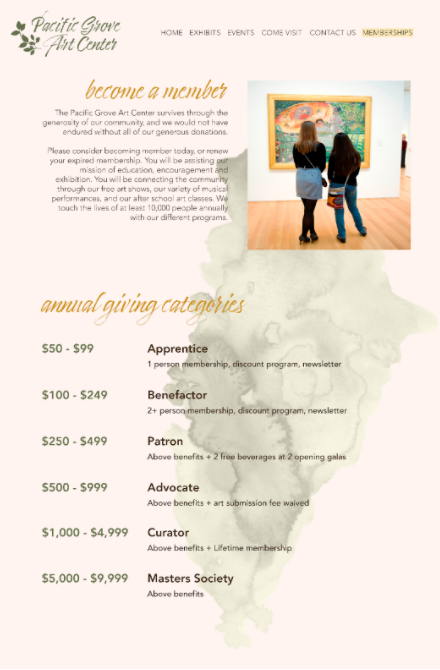 Pacific Grove
Art Center
HOME EXHIBITS EVENTS COME VISIT CONTACT US MEMBERSHIPS
become a member
The Pacific Grove Art Center survives through the
generosity of our community, and we would not have
endured without all of our generous donations.
Please consider becoming member today, or renew
your expired membership. You will be assisting our
mission of education, encouragement and
exhibition. You will be connecting the community
through our free art shows, our variety of musical
performances, and our after school art classes. We
touch the lives of at least 10,000 people annually
with our different programs.
annual giving categories
$50 - $99 Apprentice
1 person membership, discount program, newsletter
$100 - $249 Benefactor
2+ person membership, discount program, newsletter
$250 - $499 Patron
Above benefits + 2 free beverages at 2 opening galas
$500 - $999 Advocate
Above benefits + art submission fee waived
$1,000 - $4,999 Curator
Above benefits + Lifetime membership
$5,000 - $9,999 Masters Society
Above benefits